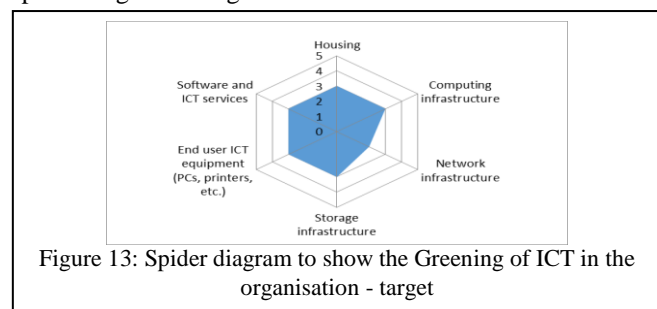 Housing
5
4
3
2
1
0
Software and
ICT services
Computing
infrastructure
End user ICT
equipment
(PCs, printers,
etc.)
Network
infrastructure
Storage
infrastructure
Figure 13: Spider diagram to show the Greening of ICT in the
organisation - target